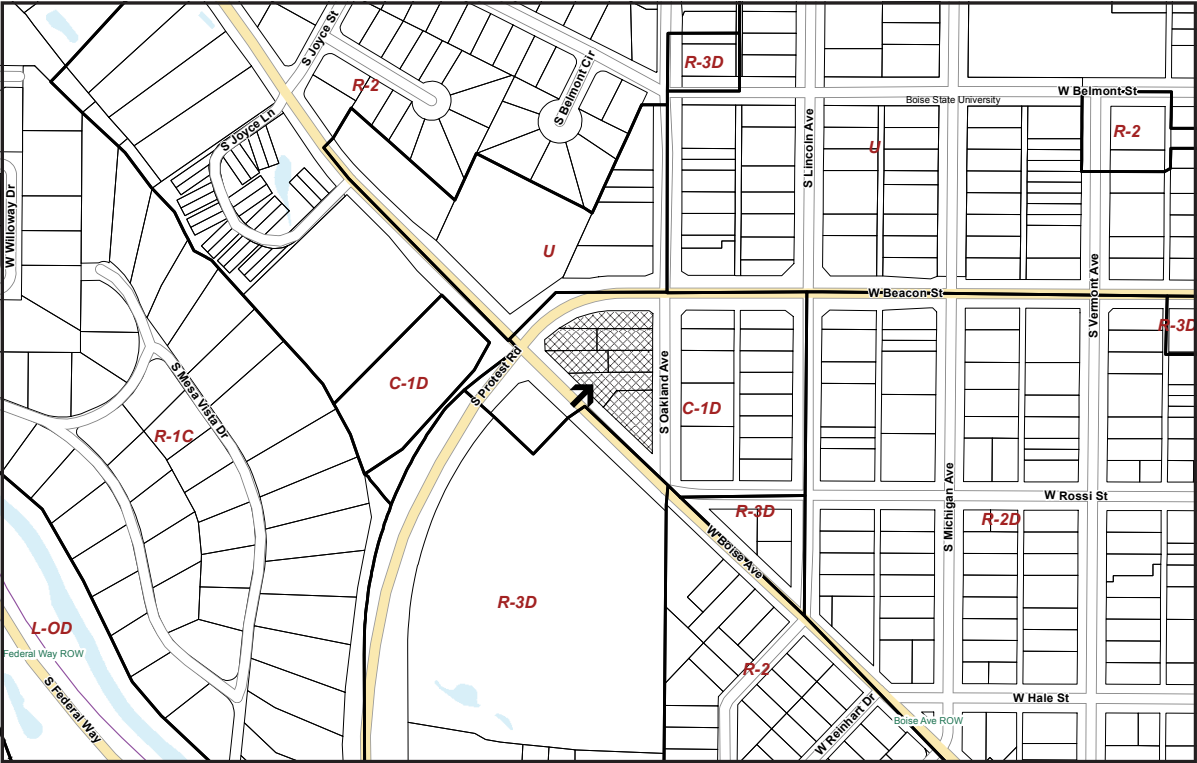 S Joyce St
R-3D
R-2
S Belmont Cir
W Belmont St
Boise State University
S Joyce Ln
S Lincoln Ave
R-2
U
W Willoway Dr
U
S Vermont Ave
W Beacon St
R-3D
S Protest Rd
S Oakland Ave
C-1D
C-1D
S Mesa Vista Dr
R-1C
S Michigan Ave
W Rossi St
R-3D
R-2D
W Boise Ave
R-3D
L-OD
Federal Way ROW
R-2
S Federal Way
W Hale St
W Reinhart Dr
Boise Ave ROW